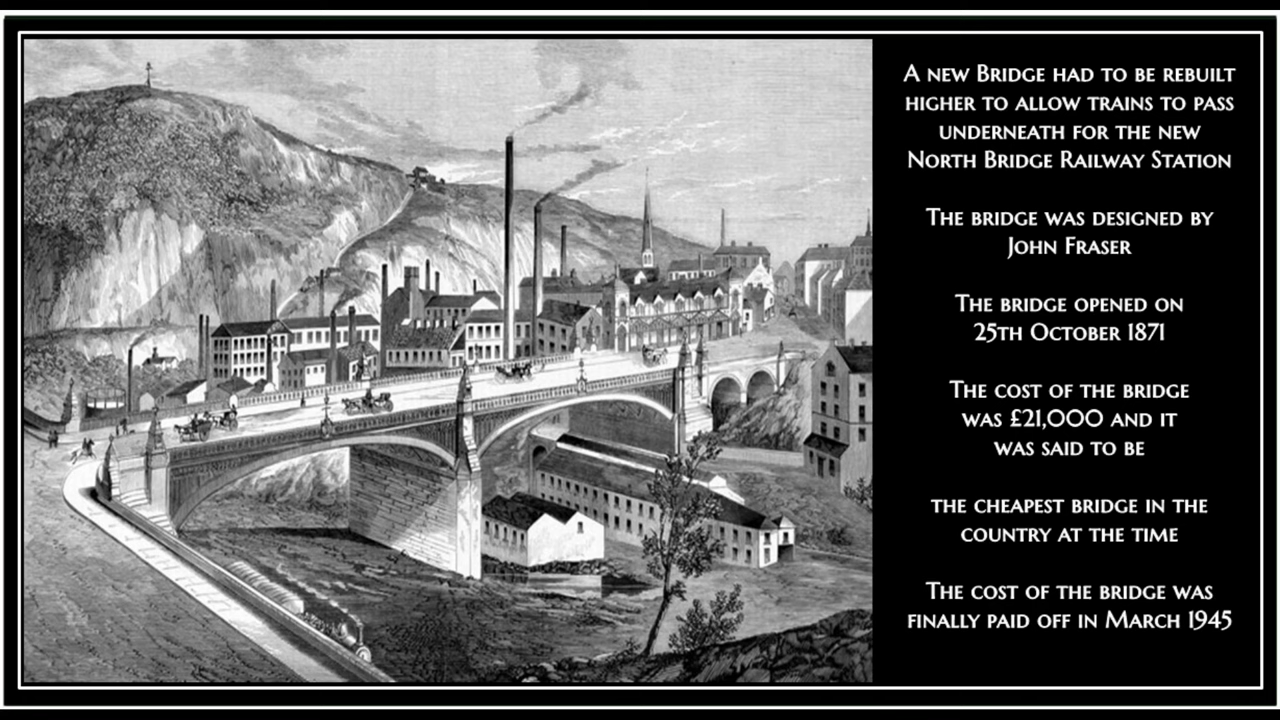 A new Bridge had to be rebuilt
higher to allow trains to pass
underneath for the new
North Bridge Railway Station
The bridge was designed by
John Fraser
The bridge opened on
25th October 1871
The cost of the bridge
was £21,000 and it
was said to be
the cheapest bridge in the
country at the time
The cost of the bridge was
finally paid off in March 1945